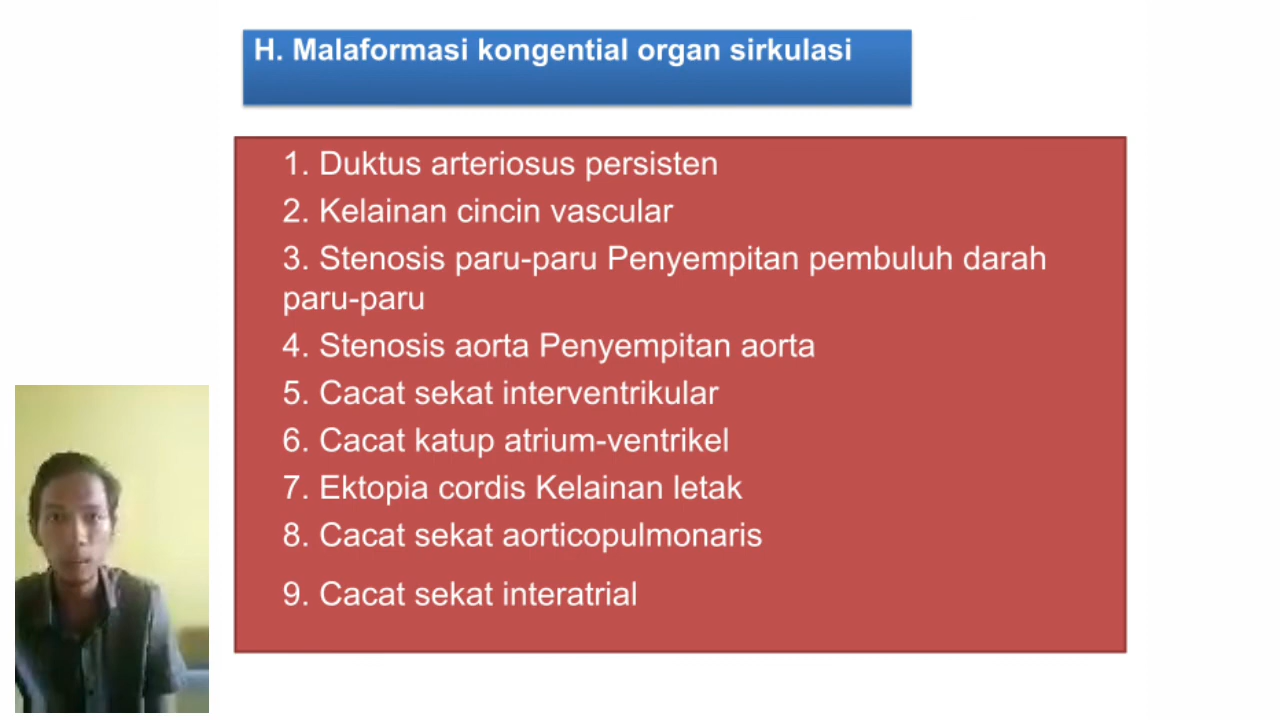 H. Malaformasi kongential organ sirkulasi
1. Duktus arteriosus persisten
2. Kelainan cincin vascular
3. Stenosis paru-paru Penyempitan pembuluh darah
paru-paru
4. Stenosis aorta Penyempitan aorta
5. Cacat sekat interventrikular
6. Cacat katup atrium-ventrikel
7. Ektopia cordis Kelainan letak
8. Cacat sekat aorticopulmonaris
9. Cacat sekat interatrial